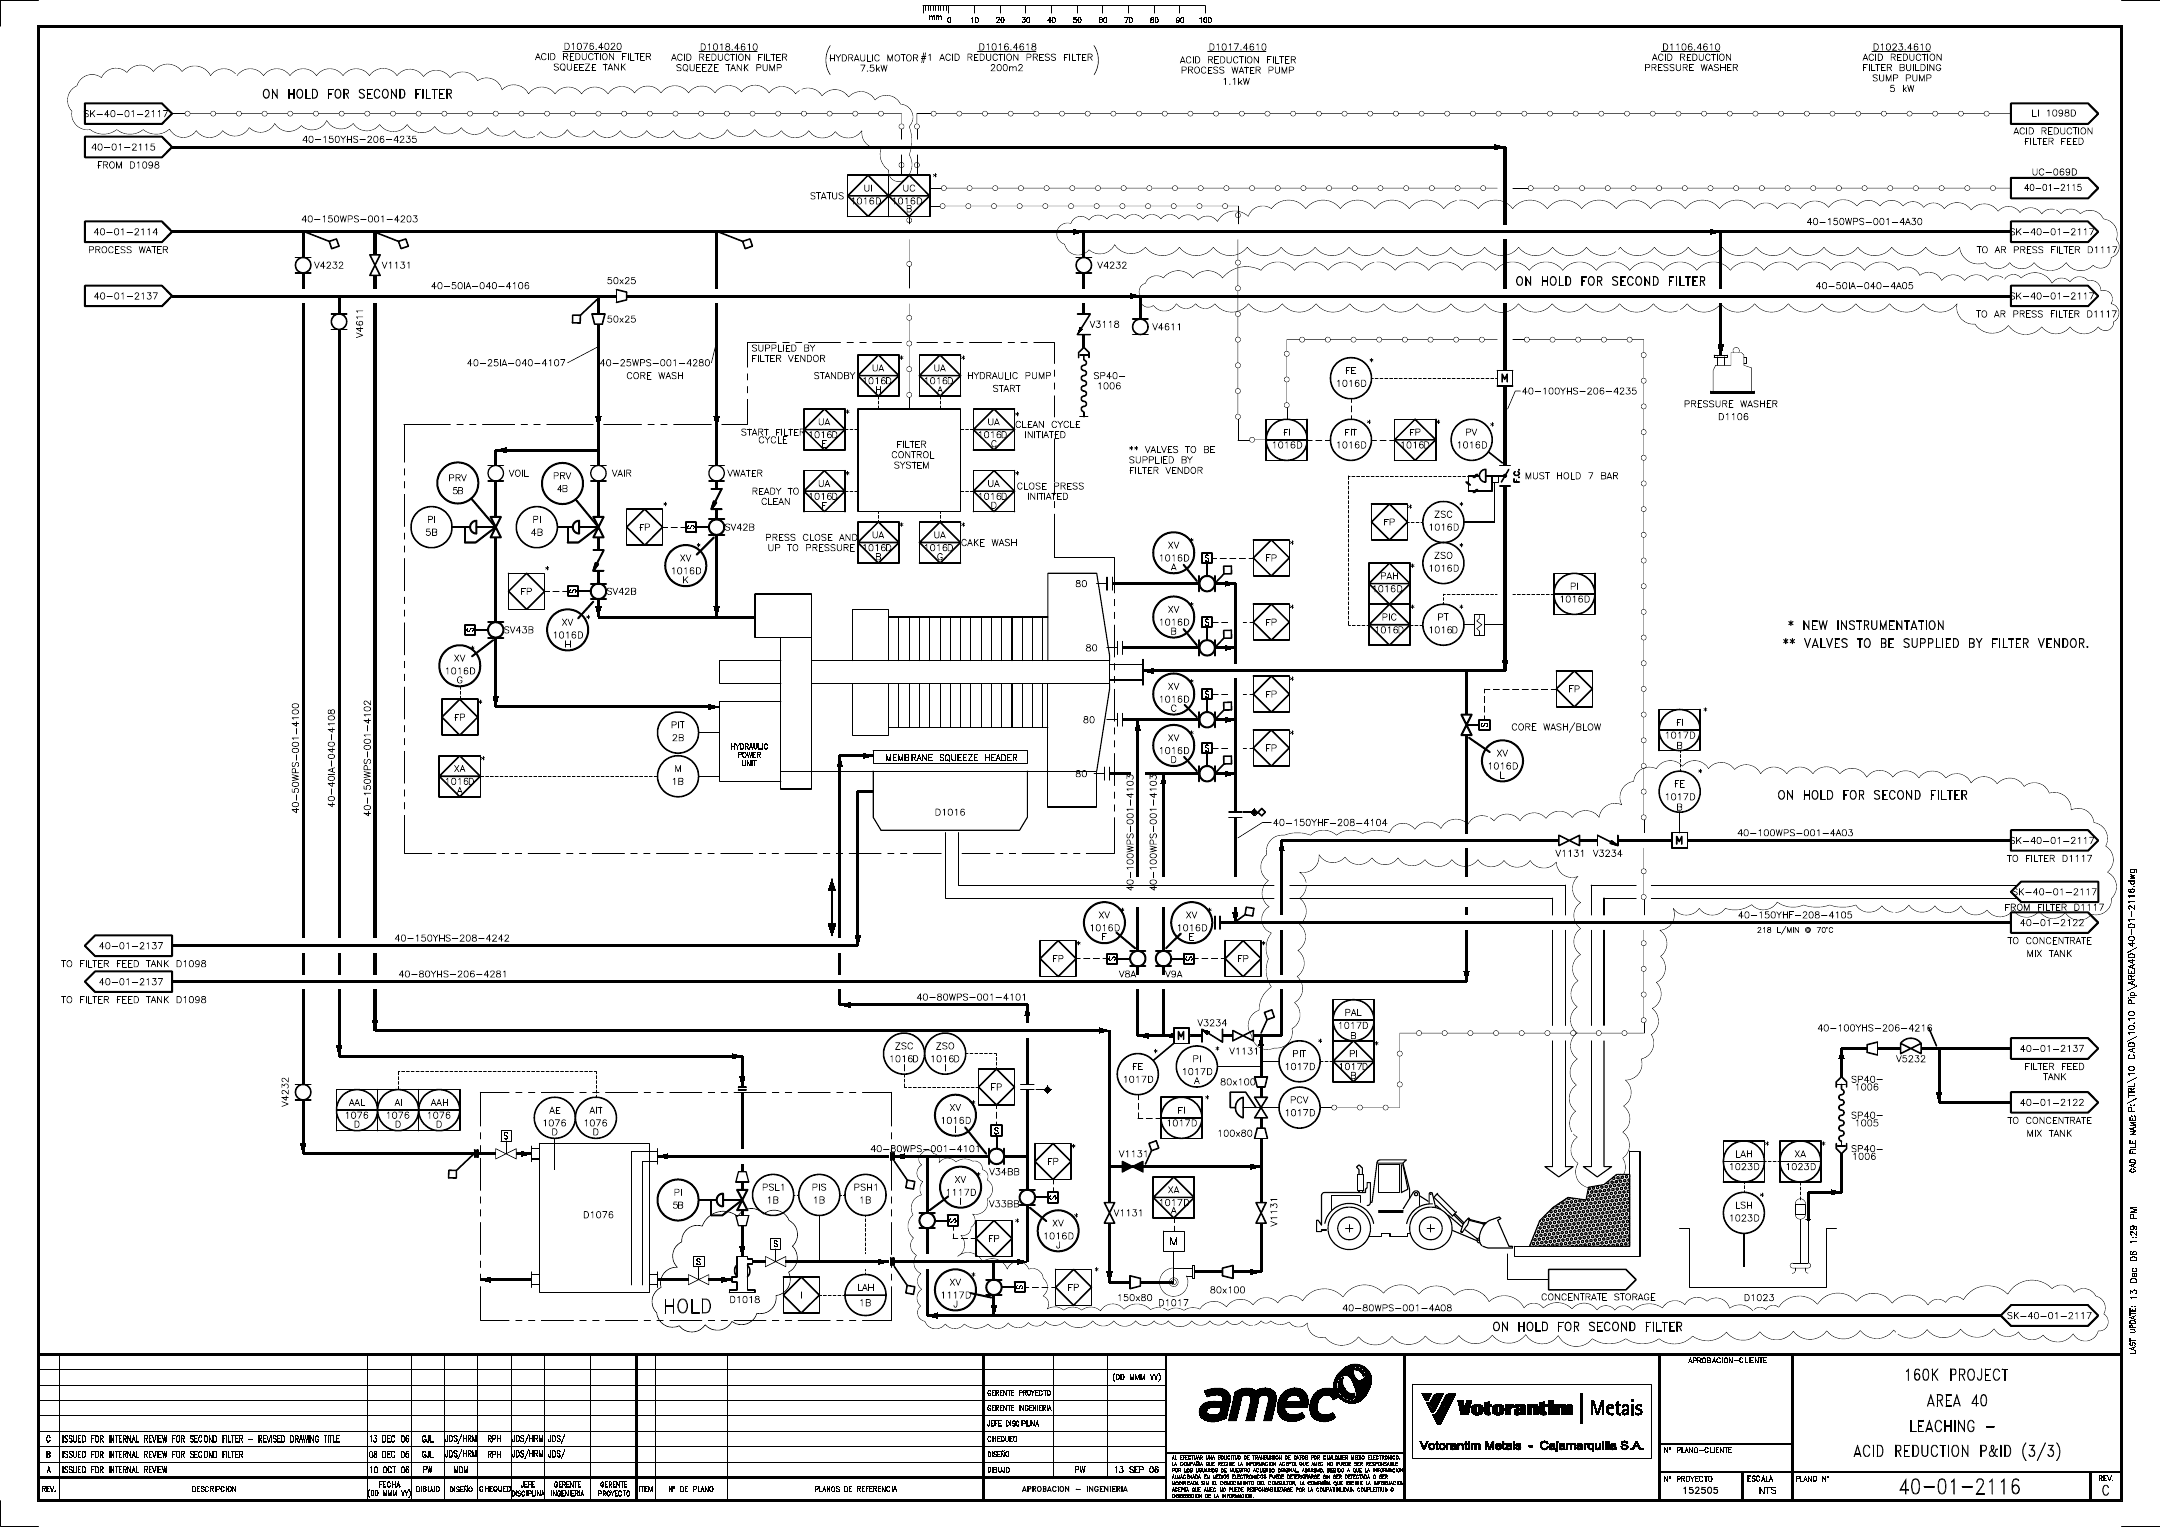 mm 0 10 20 30 40 50 60 70 80 90 100
D1076.4020
ACID REDUCTION FILTER
SQUEEZE TANK
D1018.4610
ACID REDUCTION FILTER
SQUEEZE TANK PUMP
D1016.4618
(HYDRAULIC MOTOR#1 ACID REDUCTION PRESS FILTER)
7.5kW 200m2
D1017.4610
ACID REDUCTION FILTER
PROCESS WATER PUMP
1.1kW
D1106.4610
ACID REDUCTION
PRESSURE WASHER
D1023.4610
ACID REDUCTION
FILTER BUILDING
SUMP PUMP
5 kW
ON HOLD FOR SECOND FILTER
SK-40-01-2117
LI 1098D
ACID REDUCTION
FILTER FEED
40-01-2115
FROM D1098
40-150YHS-206-4235
STATUS
UI
1016D
UC
1016D
B
UC-069D
40-01-2115
40-01-2114
PROCESS WATER
40-150WPS-001-4203
40-150WPS-001-4A30
SK-40-01-2117
TO AR PRESS FILTER D1117
V4232
V1131
V4232
40-01-2137
40-50IA-040-4106
50x25
50x25
ON HOLD FOR SECOND FILTER
40-50IA-040-4A05
SK-40-01-2117
TO AR PRESS FILTER D1117
V4611
V3118
V4611
SP40-
1006
40-25IA-040-4107
40-25WPS-001-4280
CORE WASH
SUPPLIED BY
FILTER VENDOR
STANDBY
UA
1016D
H
UA
1016D
A
HYDRAULIC PUMP
START
START FILTER
CYCLE
UA
1016D
E
FILTER
CONTROL
SYSTEM
UA
1016D
C
CLEAN CYCLE
INITIATED
READY TO
CLEAN
UA
1016D
F
UA
1016D
D
CLOSE PRESS
INITIATED
PRESS CLOSE AND
UP TO PRESSURE
UA
1016D
B
UA
1016D
G
CAKE WASH
** VALVES TO BE
SUPPLIED BY
FILTER VENDOR
FE
1016D
M
40-100YHS-206-4235
FI
1016D
FIT
1016D
FP
1016D
PV
1016D
F.C.
MUST HOLD 7 BAR
PRESSURE WASHER
D1106
FP
ZSC
1016D
ZSO
1016D
PAH
1016D
PIC
1016D
PT
1016D
PI
1016D
* NEW INSTRUMENTATION
** VALVES TO BE SUPPLIED BY FILTER VENDOR.
PRV
5B
VOIL
PRV
4B
VAIR
VWATER
PI
5B
PI
4B
FP
S
SV42B
XV
1016D
K
FP
S
SV42B
XV
1016D
H
S
SV43B
XV
1016D
G
FP
XA
1016D
A
PIT
2B
M
1B
HYDRAULIC
POWER
UNIT
80
80
80
80
MEMBRANE SQUEEZE HEADER
D1016
XV
1016D
A
S
FP
XV
1016D
B
S
FP
XV
1016D
C
S
FP
XV
1016D
D
S
FP
FP
S
CORE WASH/BLOW
XV
1016D
L
FI
1017D
B
FE
1017D
B
M
ON HOLD FOR SECOND FILTER
40-50WPS-001-4100
40-40IA-040-4108
40-150WPS-001-4102
40-100WPS-001-4103
40-100WPS-001-4103
40-150YHF-208-4104
V1131 V3234
40-100WPS-001-4A03
SK-40-01-2117
TO FILTER D1117
SK-40-01-2117
FROM FILTER D1117
40-150YHF-208-4105
218 L/MIN @ 70°C
40-01-2122
TO CONCENTRATE
MIX TANK
40-01-2137
TO FILTER FEED TANK D1098
40-150YHS-208-4242
40-01-2137
TO FILTER FEED TANK D1098
40-80YHS-206-4281
XV
1016D
F
XV
1016D
E
FP
S
V8A
V9A
S
FP
40-80WPS-001-4101
V4232
AAL
1076
D
AI
1076
D
AAH
1076
D
AE
1076
D
AIT
1076
D
S
D1076
ZSC
1016D
ZSO
1016D
FP
XV
1016D
I
S
V34BB
40-80WPS-001-4101
FP
S
V33BB
XV
1016D
J
XV
1117D
I
S
FP
XV
1117D
J
S
FP
PI
5B
PSL1
1B
PIS
1B
PSH1
1B
S
S
D1018
HOLD
I
LAH
1B
M
V3234
V1131
FE
1017D
PI
1017D
A
PIT
1017D
PAL
1017D
B
PI
1017D
B
80x100
PCV
1017D
100x80
FI
1017D
V1131
XA
1017D
A
M
V1131
V1131
150x80
D1017
80x100
40-80WPS-001-4A08
ON HOLD FOR SECOND FILTER
SK-40-01-2117
CONCENTRATE STORAGE
40-100YHS-206-4216
V5232
40-01-2137
FILTER FEED
TANK
40-01-2122
TO CONCENTRATE
MIX TANK
SP40-
1006
SP40-
1005
SP40-
1006
LAH
1023D
XA
1023D
LSH
1023D
D1023
CAD FILE NAME: P:\TRL\10 CAD\10.10 Pip\AREA40\40-01-2116.dwg
LAST UPDATE: 13 Dec 06 1:29 PM
C ISSUED FOR INTERNAL REVIEW FOR SECOND FILTER - REVISED DRAWING TITLE 13 DEC 06 GJL JDS/HRM RPH JDS/HRM JDS/
B ISSUED FOR INTERNAL REVIEW FOR SECOND FILTER 08 DEC 06 GJL JDS/HRM RPH JDS/HRM JDS/
A ISSUED FOR INTERNAL REVIEW 10 OCT 06 PW MDM
REV. DESCRIPCION FECHA (DD MMM YY) DIBUJO DISEÑO CHEQUEO JEFE DISCIPLINA GERENTE INGENIERIA GERENTE PROYECTO
ITEM Nº DE PLANO PLANOS DE REFERENCIA
(DD MMM YY)
GERENTE PROYECTO
GERENTE INGENIERIA
JEFE DISCIPLINA
CHEQUEO
DISEÑO
DIBUJO PW 13 SEP 06
APROBACION - INGENIERIA
amec
Votorantim | Metais
Votorantim Metais - Cajamarquilla S.A.
APROBACION-CLIENTE
Nº PLANO-CLIENTE
Nº PROYECTO
152505
ESCALA
NTS
160K PROJECT
AREA 40
LEACHING -
ACID REDUCTION P&ID (3/3)
PLANO Nº
40-01-2116
REV.
C